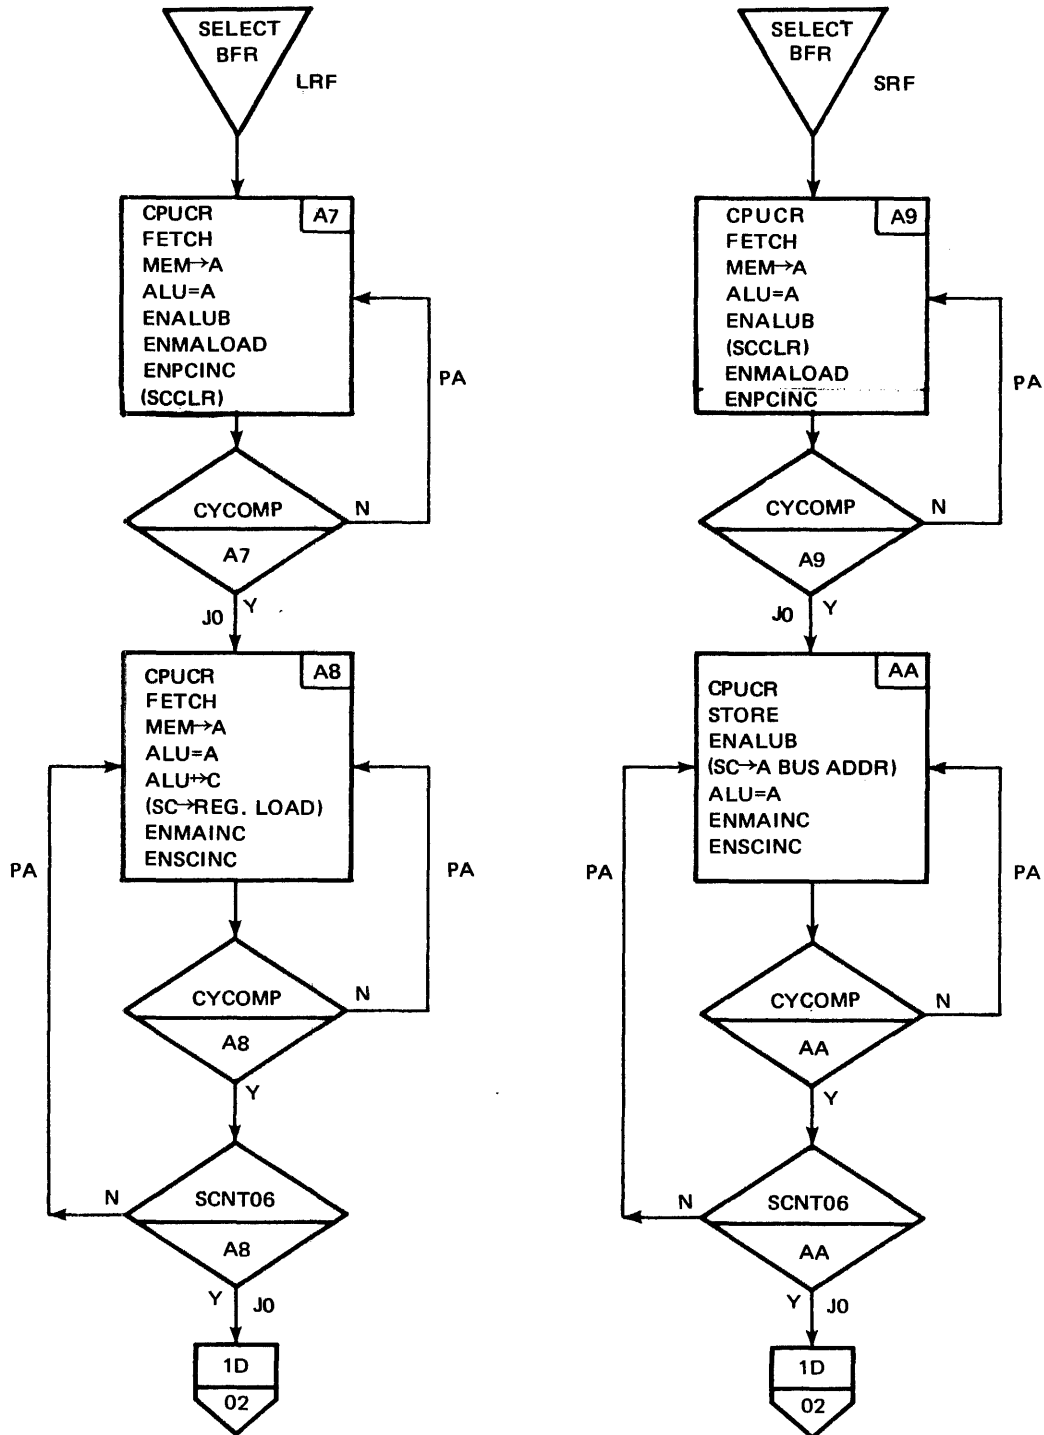 SELECT
BFR
LRF
A7
CPUCR
FETCH
MEM→A
ALU=A
ENALUB
ENMALOAD
ENPCINC
(SCCLR)
PA
CYCOMP
N
A7
Y
J0
A8
CPUCR
FETCH
MEM→A
ALU=A
ALU→C
(SC→REG. LOAD)
ENMAINC
ENSCINC
PA
PA
CYCOMP
N
A8
Y
SCNT06
N
A8
Y
J0
1D
02
SELECT
BFR
SRF
A9
CPUCR
FETCH
MEM→A
ALU=A
ENALUB
(SCCLR)
ENMALOAD
ENPCINC
PA
CYCOMP
N
A9
Y
J0
AA
CPUCR
STORE
ENALUB
(SC→A BUS ADDR)
ALU=A
ENMAINC
ENSCINC
PA
PA
CYCOMP
N
AA
Y
SCNT06
N
AA
Y
J0
1D
02